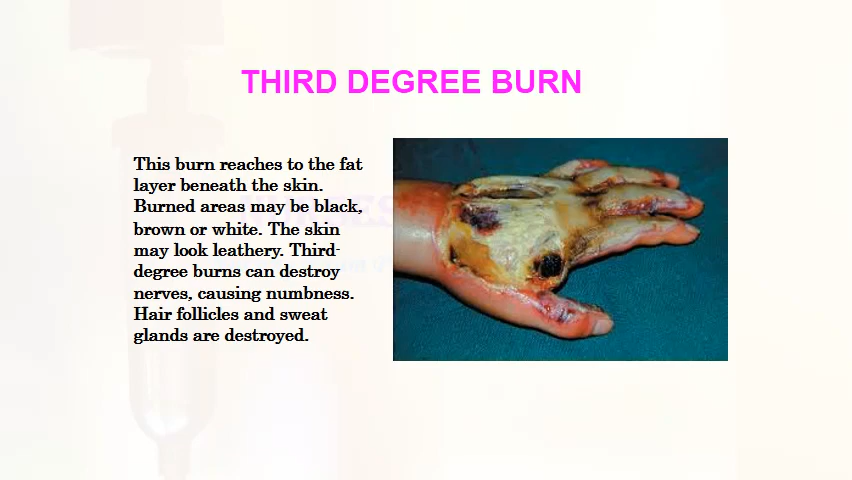 THIRD DEGREE BURN
This burn reaches to the fat
layer beneath the skin.
Burned areas may be black,
brown or white. The skin
may look leathery. Third-
degree burns can destroy
nerves, causing numbness.
Hair follicles and sweat
glands are destroyed.